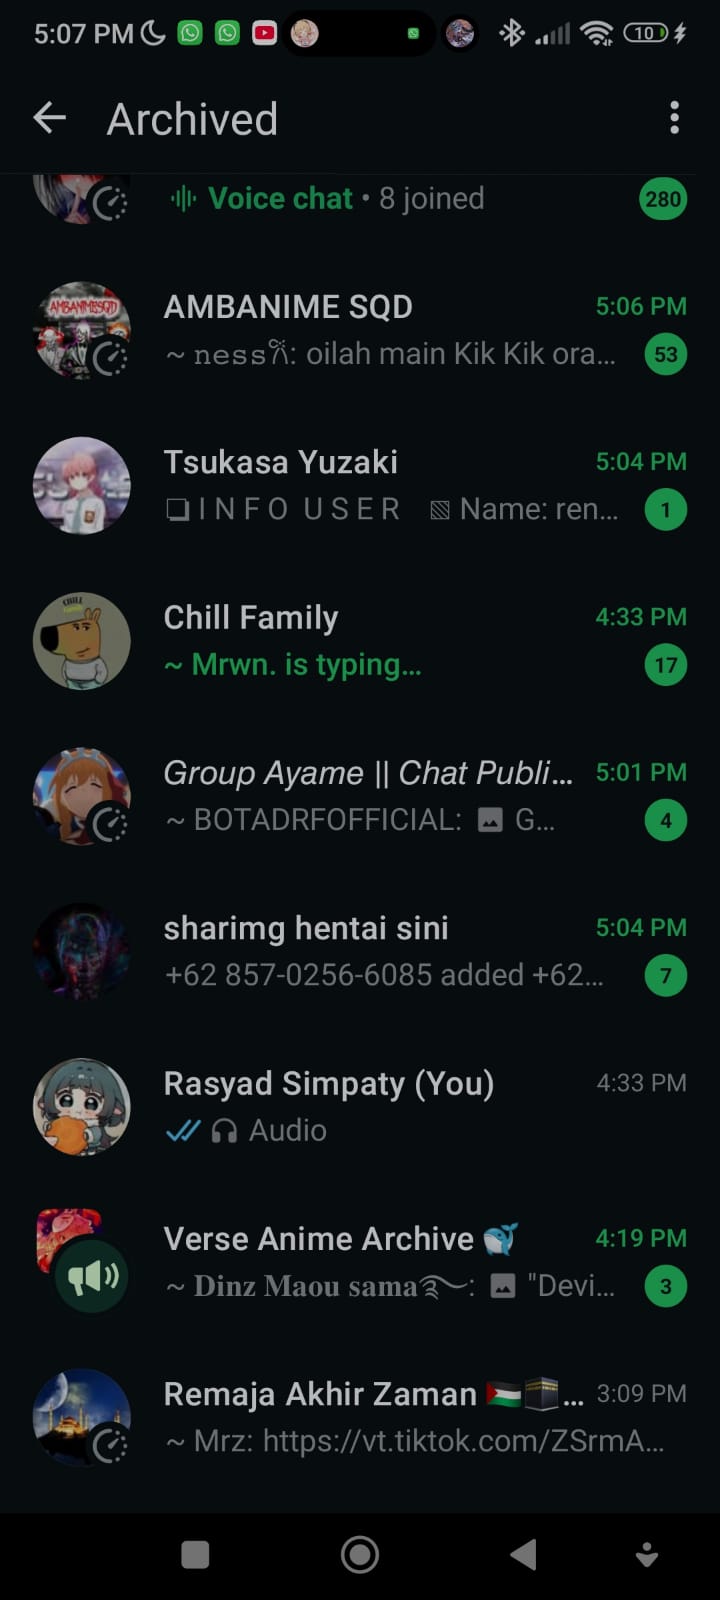 5:07 PM
10
Archived
Voice chat • 8 joined
280
AMBANIME SQD
5:06 PM
~ ness: oilah main Kik Kik ora...
53
Tsukasa Yuzaki
5:04 PM
❏ I N F O U S E R ▧ Name: ren...
1
Chill Family
4:33 PM
~ Mrwn. is typing...
17
Group Ayame || Chat Publi...
5:01 PM
~ BOTADRFOFFICIAL: G...
4
sharimg hentai sini
5:04 PM
+62 857-0256-6085 added +62...
7
Rasyad Simpaty (You)
4:33 PM
Audio
Verse Anime Archive 🐳
4:19 PM
~ 𝐃𝐢𝐧𝐳 𝐌𝐚𝐨𝐮 𝐬𝐚𝐦𝐚࿐: "Devi...
3
Remaja Akhir Zaman 🇵🇸🕋...
3:09 PM
~ Mrz: https://vt.tiktok.com/ZSrmA...